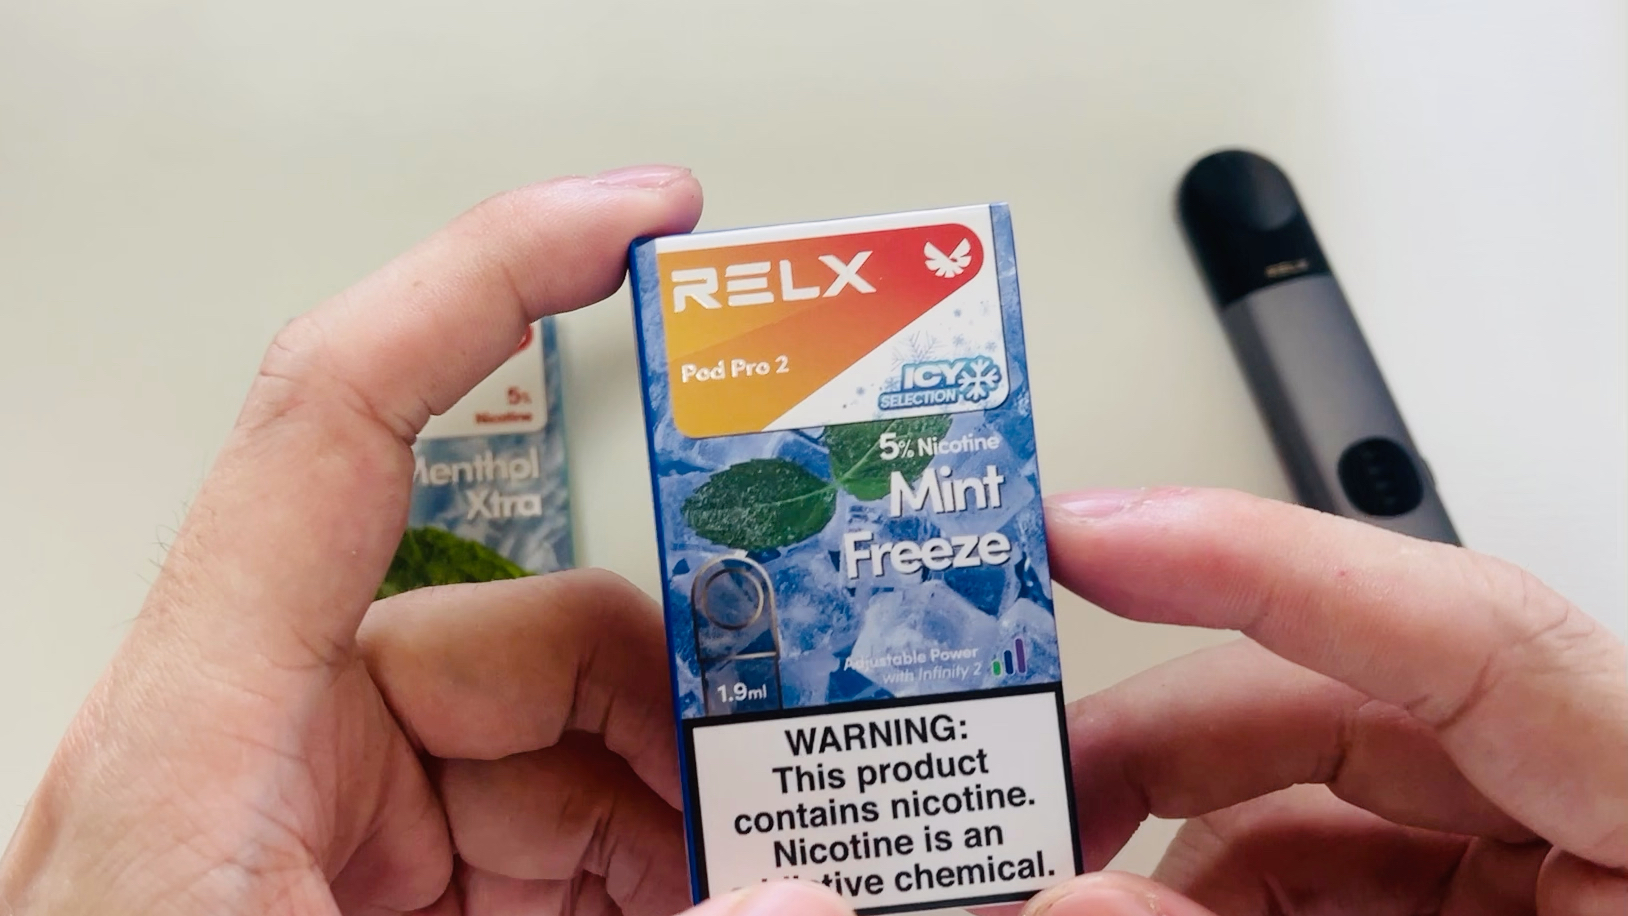 RELX
Pod Pro 2
ICY
SELECTION
5% Nicotine
Mint
Freeze
Adjustable Power
with Infinity 2
1.9ml
WARNING:
This product
contains nicotine.
Nicotine is an
addictive chemical.
5%
Nicotine
Menthol
Xtra
RELX